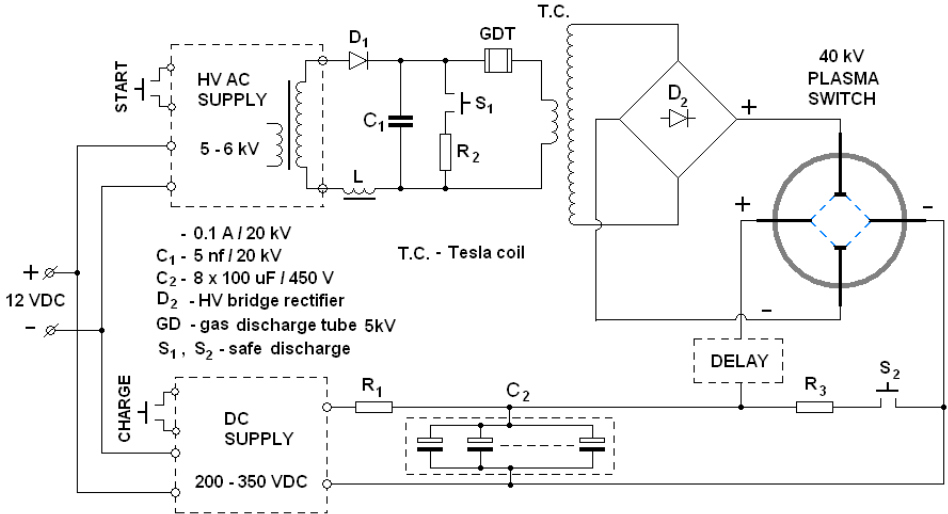 T.C.
D1
GDT
START
HV AC
SUPPLY
5 - 6 kV
C1
S1
R2
L
D2
+
40 kV
PLASMA
SWITCH
+
-
-
- 0.1 A / 20 kV
C1 - 5 nf / 20 kV
C2 - 8 x 100 uF / 450 V
D2 - HV bridge rectifier
GD - gas discharge tube 5kV
S1 , S2 - safe discharge
T.C. - Tesla coil
+
12 VDC
-
DELAY
CHARGE
DC
SUPPLY
200 - 350 VDC
R1
C2
R3
S2